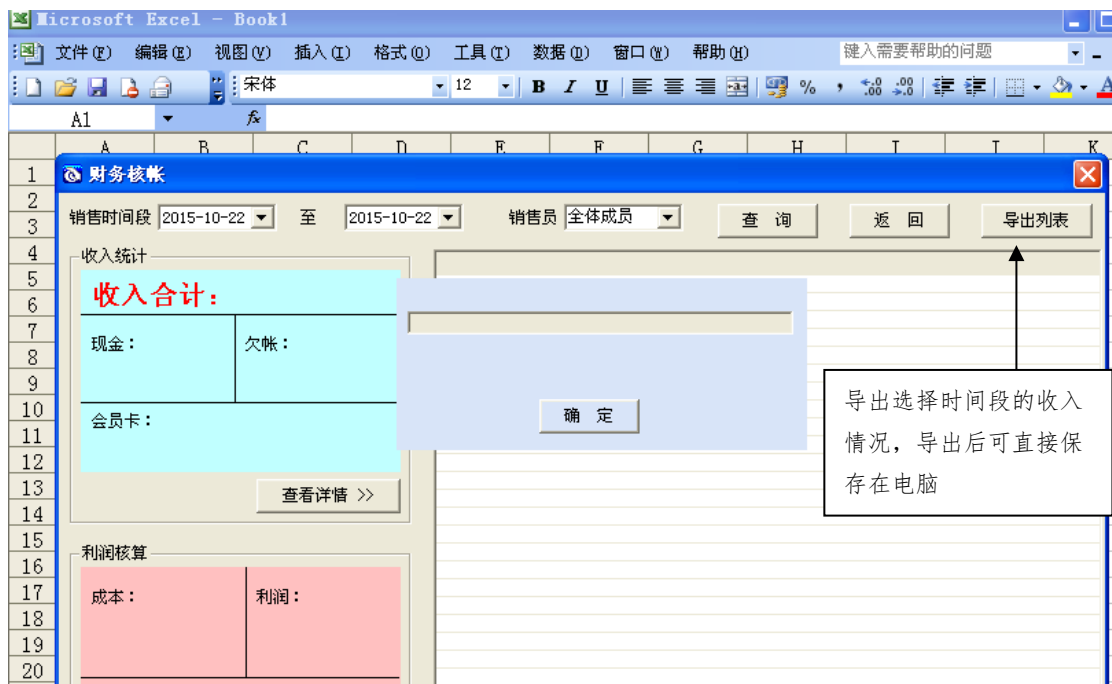 Microsoft Excel - Book1
文件(F) 编辑(E) 视图(V) 插入(I) 格式(O) 工具(T) 数据(D) 窗口(W) 帮助(H) 键入需要帮助的问题
宋体 12 B I U % , .0 .00 .00 .0 A
A1 fx
A B C D E F G H I T K
1 财务核帐
2
3 销售时间段 2015-10-22 至 2015-10-22 销售员 全体成员 查 询 返 回 导出列表
4 收入统计
5
6 收入合计：
7
8 现金： 欠帐：
9
10 会员卡： 确 定
11
12
13 查看详情 >>
14
15 利润核算
16
17 成本： 利润：
18
19
20
导出选择时间段的收入
情况，导出后可直接保
存在电脑